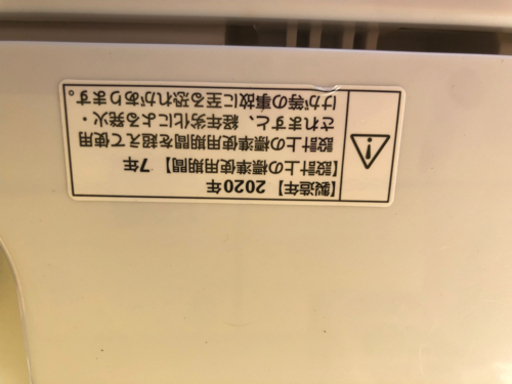 【製造年】2020年
【設計上の標準使用期間】7年
設計上の標準使用期間を超えて使用
されますと、経年劣化による発火・
けが等の事故に至る恐れがあります。